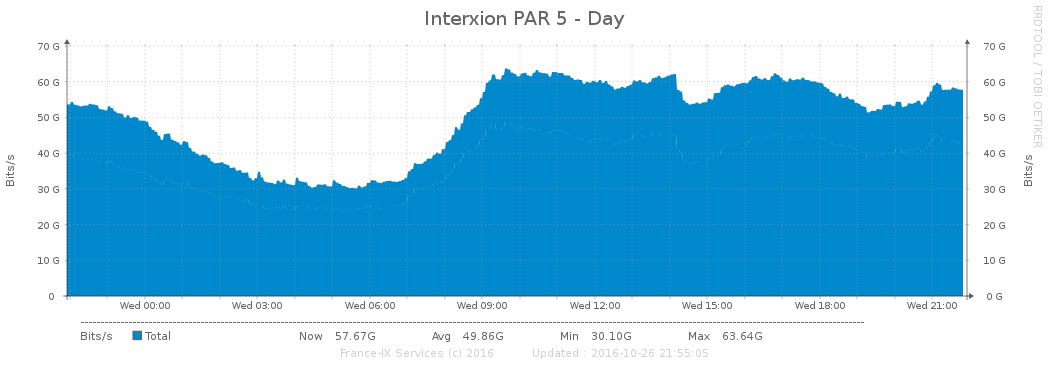 Interxion PAR 5 - Day
RRDTOOL / TOBI OETIKER
70 G 70 G
60 G 60 G
50 G 50 G
40 G 40 G
30 G 30 G
20 G 20 G
10 G 10 G
0 0 G
Bits/s
Bits/s
Wed 00:00 Wed 03:00 Wed 06:00 Wed 09:00 Wed 12:00 Wed 15:00 Wed 18:00 Wed 21:00
Bits/s Total Now 57.67G Avg 49.86G Min 30.10G Max 63.64G
France-IX Services (c) 2016 Updated : 2016-10-26 21:55:05